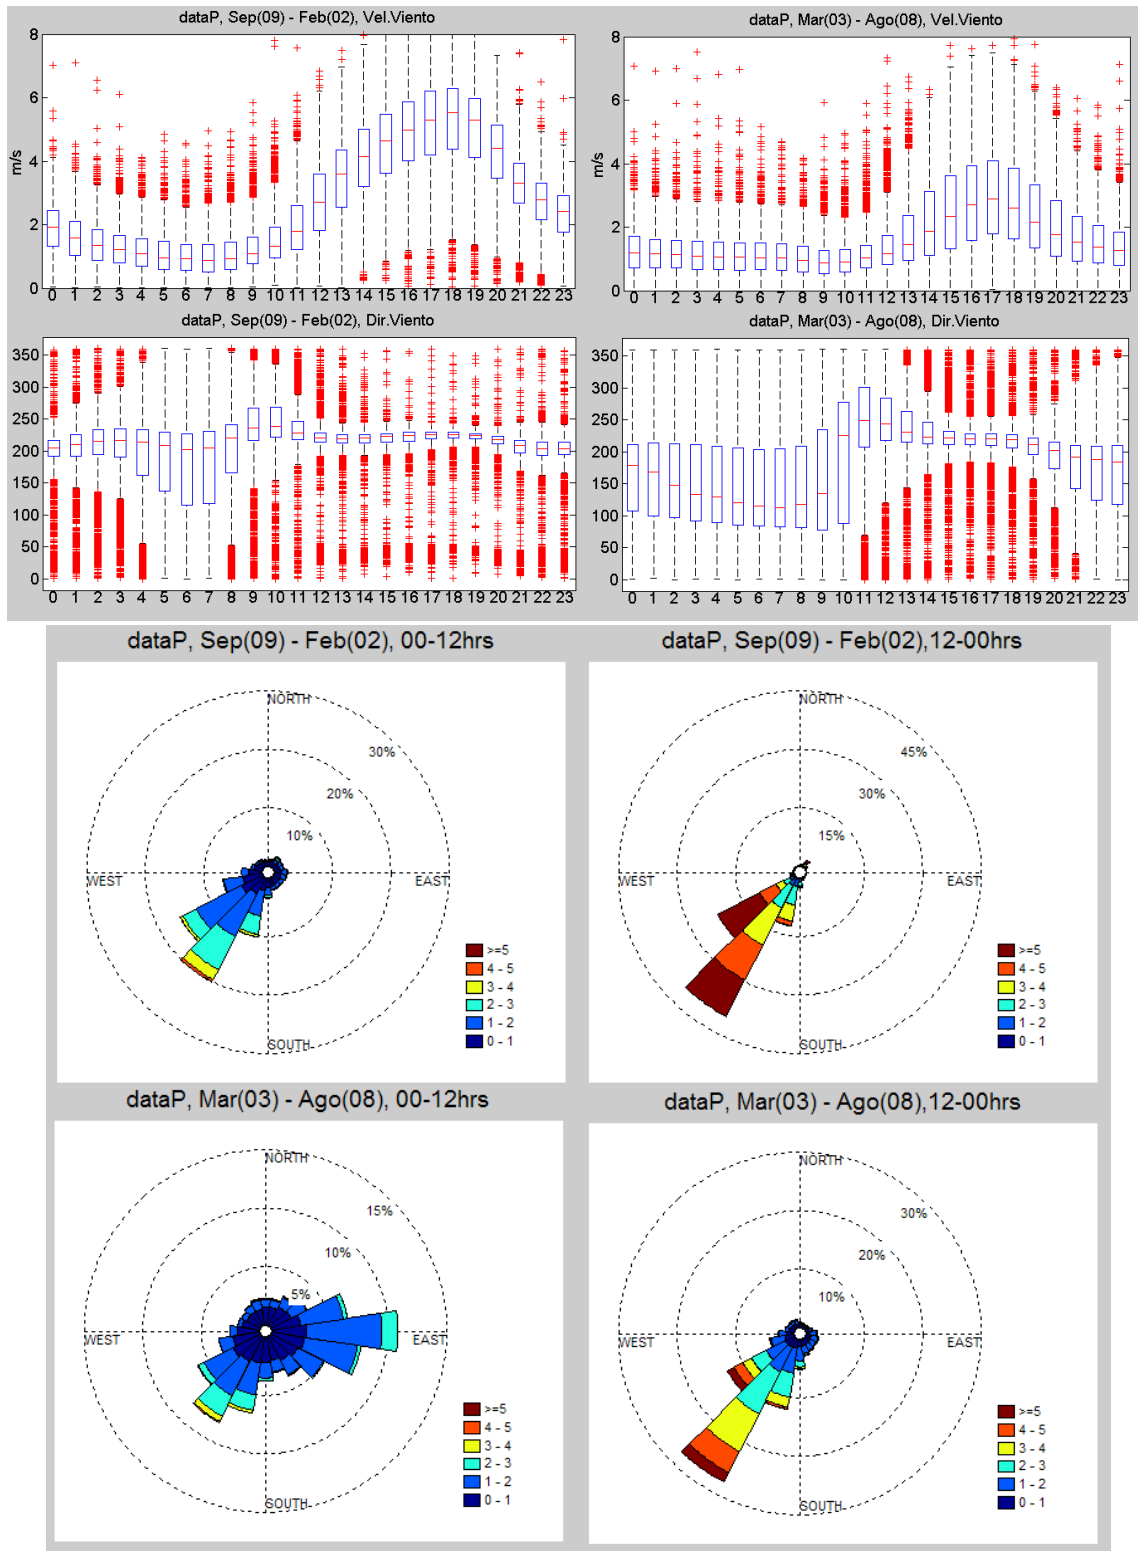 dataP, Sep(09) - Feb(02), Vel.Viento
8
6
4
2
0
m/s
0 1 2 3 4 5 6 7 8 9 10 11 12 13 14 15 16 17 18 19 20 21 22 23
dataP, Mar(03) - Ago(08), Vel.Viento
8
6
4
2
0
m/s
0 1 2 3 4 5 6 7 8 9 10 11 12 13 14 15 16 17 18 19 20 21 22 23
dataP, Sep(09) - Feb(02), Dir.Viento
350
300
250
200
150
100
50
0
0 1 2 3 4 5 6 7 8 9 10 11 12 13 14 15 16 17 18 19 20 21 22 23
dataP, Mar(03) - Ago(08), Dir.Viento
350
300
250
200
150
100
50
0
0 1 2 3 4 5 6 7 8 9 10 11 12 13 14 15 16 17 18 19 20 21 22 23
dataP, Sep(09) - Feb(02), 00-12hrs
NORTH
30%
20%
10%
WEST
EAST
SOUTH
>=5
4 - 5
3 - 4
2 - 3
1 - 2
0 - 1
dataP, Sep(09) - Feb(02),12-00hrs
NORTH
45%
30%
15%
WEST
EAST
SOUTH
>=5
4 - 5
3 - 4
2 - 3
1 - 2
0 - 1
dataP, Mar(03) - Ago(08), 00-12hrs
NORTH
15%
10%
5%
WEST
EAST
SOUTH
>=5
4 - 5
3 - 4
2 - 3
1 - 2
0 - 1
dataP, Mar(03) - Ago(08),12-00hrs
NORTH
30%
20%
10%
WEST
EAST
SOUTH
>=5
4 - 5
3 - 4
2 - 3
1 - 2
0 - 1